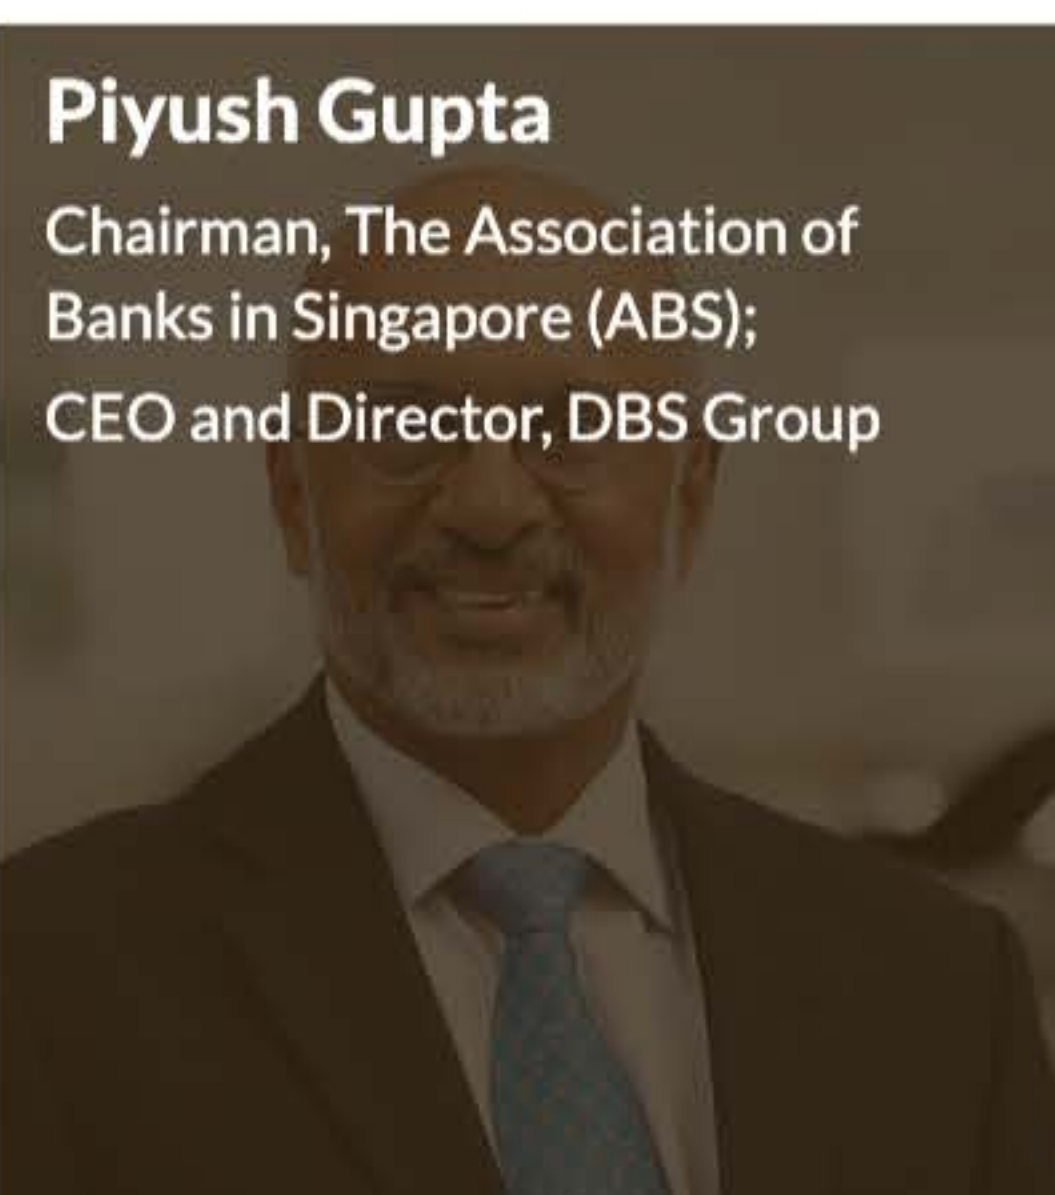 Piyush Gupta
Chairman, The Association of
Banks in Singapore (ABS);
CEO and Director, DBS Group